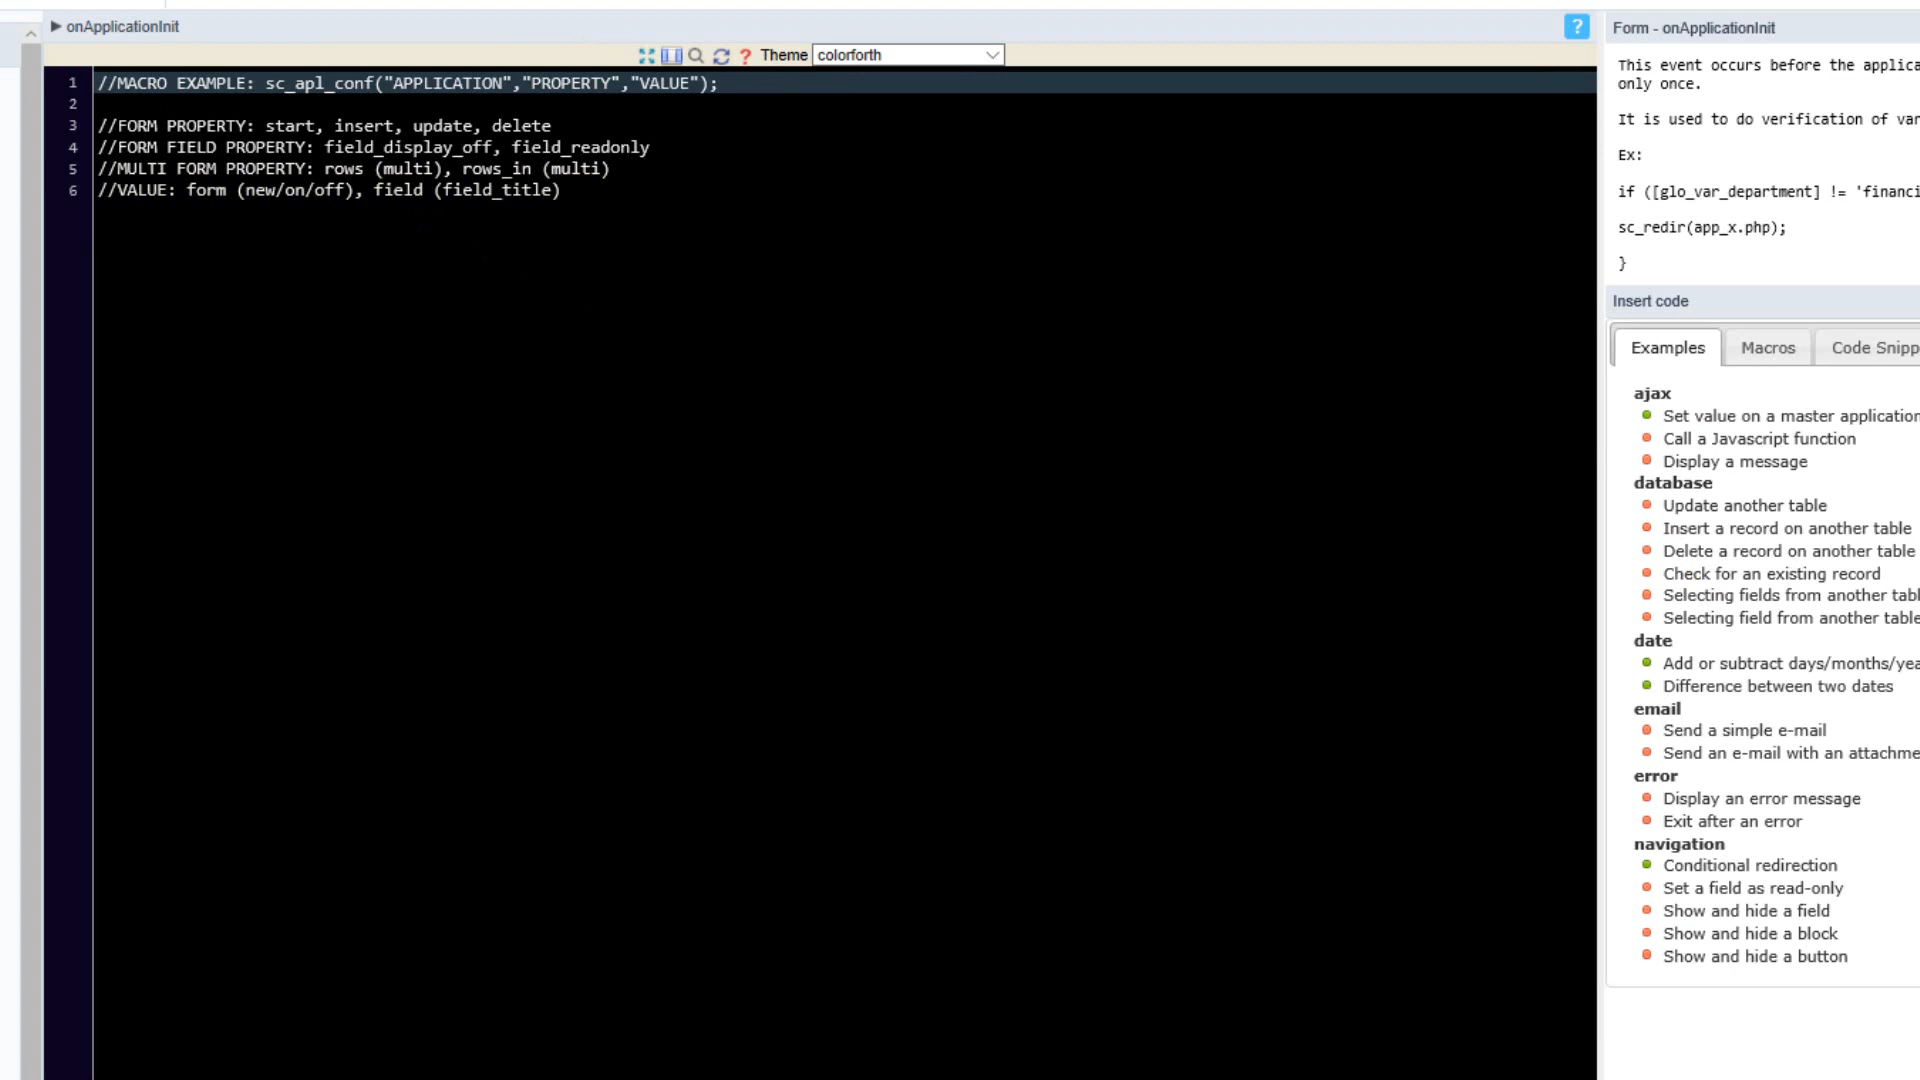 onApplicationInit
Theme colorforth
1 //MACRO EXAMPLE: sc_apl_conf("APPLICATION","PROPERTY","VALUE");
2
3 //FORM PROPERTY: start, insert, update, delete
4 //FORM FIELD PROPERTY: field_display_off, field_readonly
5 //MULTI FORM PROPERTY: rows (multi), rows_in (multi)
6 //VALUE: form (new/on/off), field (field_title)
Form - onApplicationInit
This event occurs before the applica
only once.
It is used to do verification of var
Ex:
if ([glo_var_department] != 'financi
sc_redir(app_x.php);
}
Insert code
Examples Macros Code Snipp
ajax
Set value on a master application
Call a Javascript function
Display a message
database
Update another table
Insert a record on another table
Delete a record on another table
Check for an existing record
Selecting fields from another tabl
Selecting field from another table
date
Add or subtract days/months/yea
Difference between two dates
email
Send a simple e-mail
Send an e-mail with an attachme
error
Display an error message
Exit after an error
navigation
Conditional redirection
Set a field as read-only
Show and hide a field
Show and hide a block
Show and hide a button